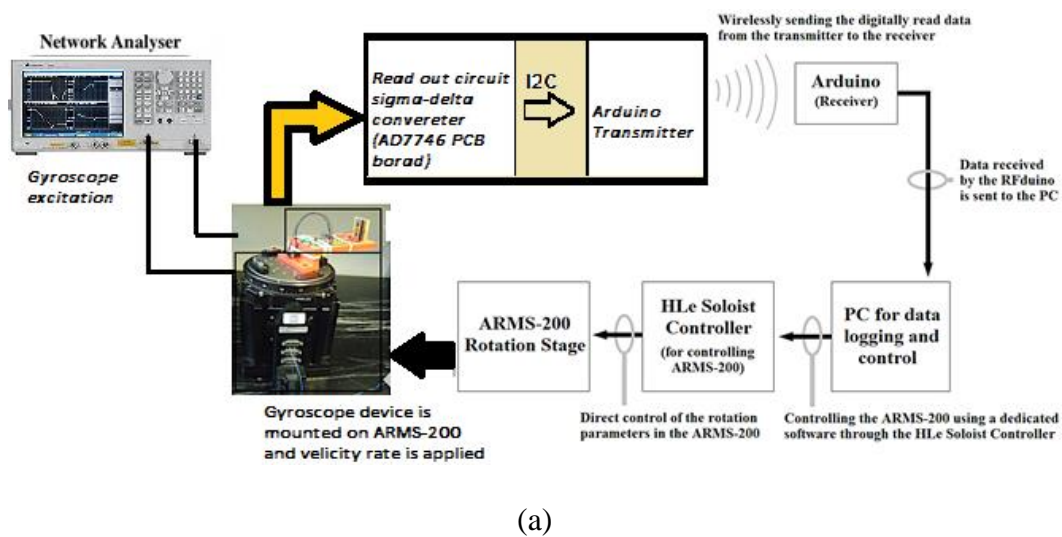 Wirelessly sending the digitally read data
from the transmitter to the receiver
Network Analyser
Read out circuit
sigma-delta
convereter
(AD7746 PCB
borad)
I2C
Arduino
Transmitter
Arduino
(Receiver)
Gyroscope
excitation
Data received
by the RFduino
is sent to the PC
ARMS-200
Rotation Stage
HLe Soloist
Controller
(for controlling
ARMS-200)
PC for data
logging and
control
Gyroscope device is
mounted on ARMS-200
and velicity rate is applied
Direct control of the rotation
parameters in the ARMS-200
Controlling the ARMS-200 using a dedicated
software through the HLe Soloist Controller
(a)